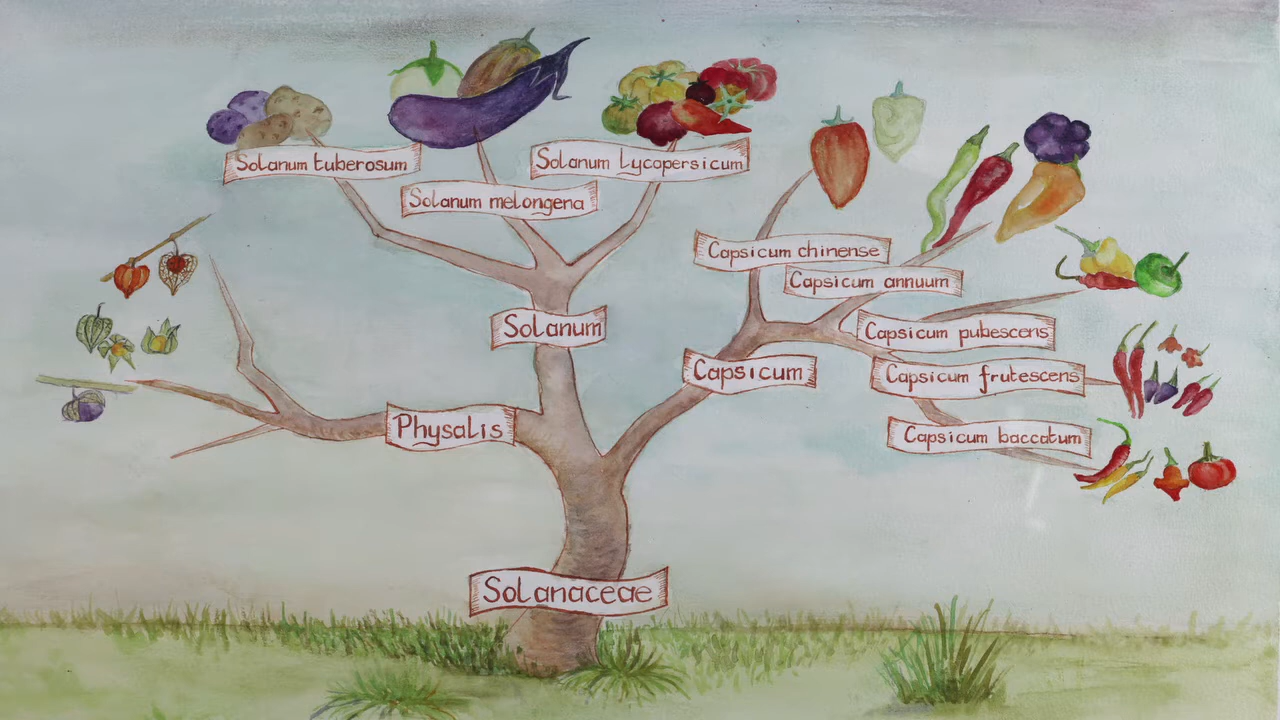 Solanum tuberosum
Solanum Lycopersicum
Solanum melongena
Capsicum chinense
Capsicum annuum
Solanum
Capsicum pubescens
Capsicum
Capsicum frutescens
Physalis
Capsicum baccatum
Solanaceae